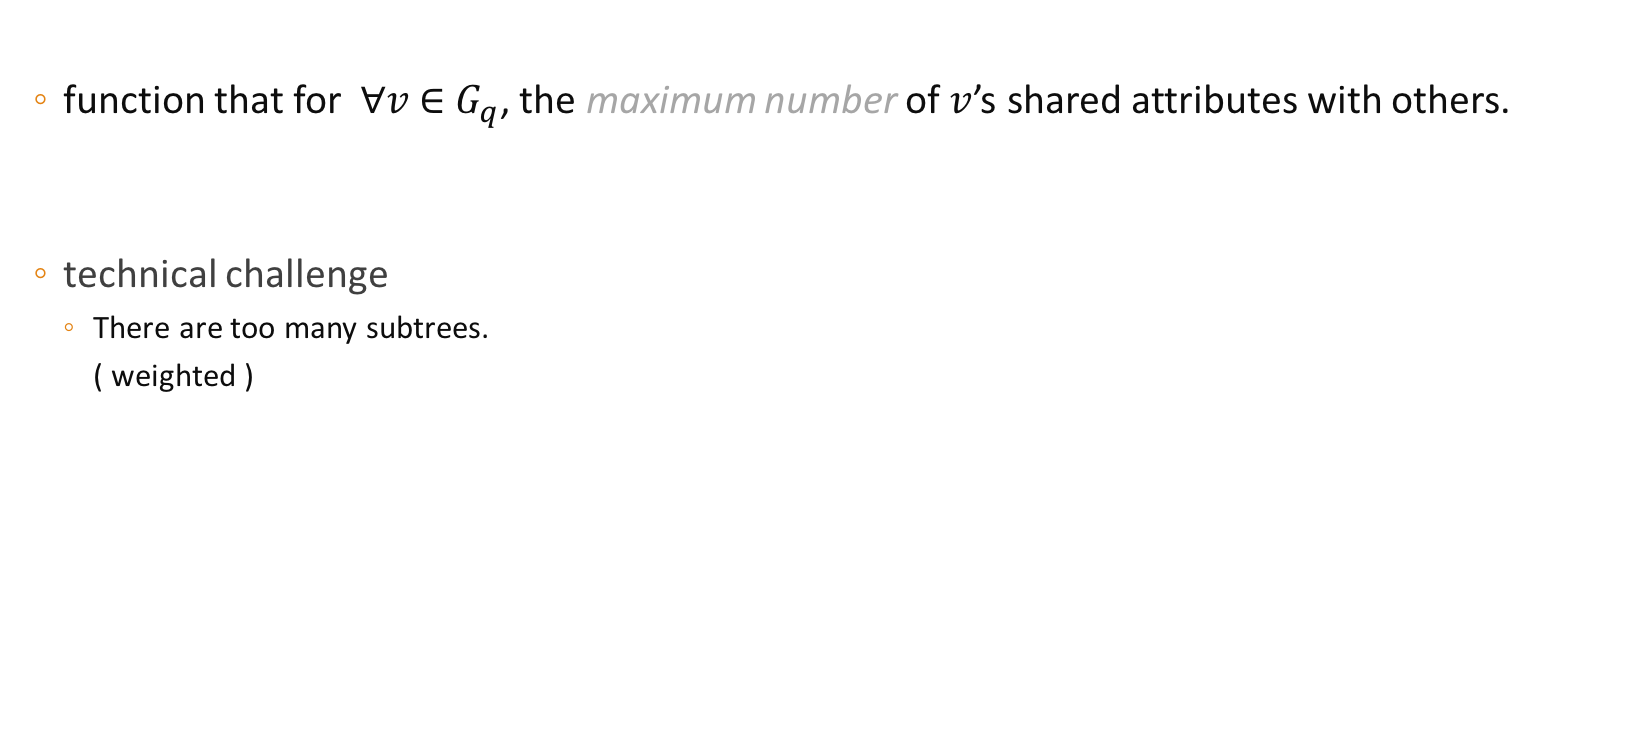 ◦ function that for ∀𝑣 ∈ 𝐺𝑞, the maximum number of 𝑣’s shared attributes with others.
◦ technical challenge
◦ There are too many subtrees.
( weighted )